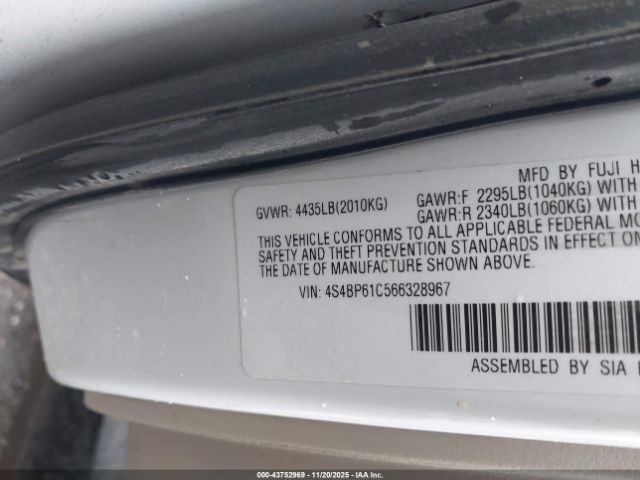 MFD BY FUJI H
GVWR: 4435LB(2010KG)
GAWR:F 2295LB(1040KG) WITH
GAWR:R 2340LB(1060KG) WITH
THIS VEHICLE CONFORMS TO ALL APPLICABLE FEDERAL MO
SAFETY AND THEFT PREVENTION STANDARDS IN EFFECT ON
THE DATE OF MANUFACTURE SHOWN ABOVE.
VIN: 4S4BP61C566328967
ASSEMBLED BY SIA
000-43752969 — 11/20/2025 — IAAI.COM